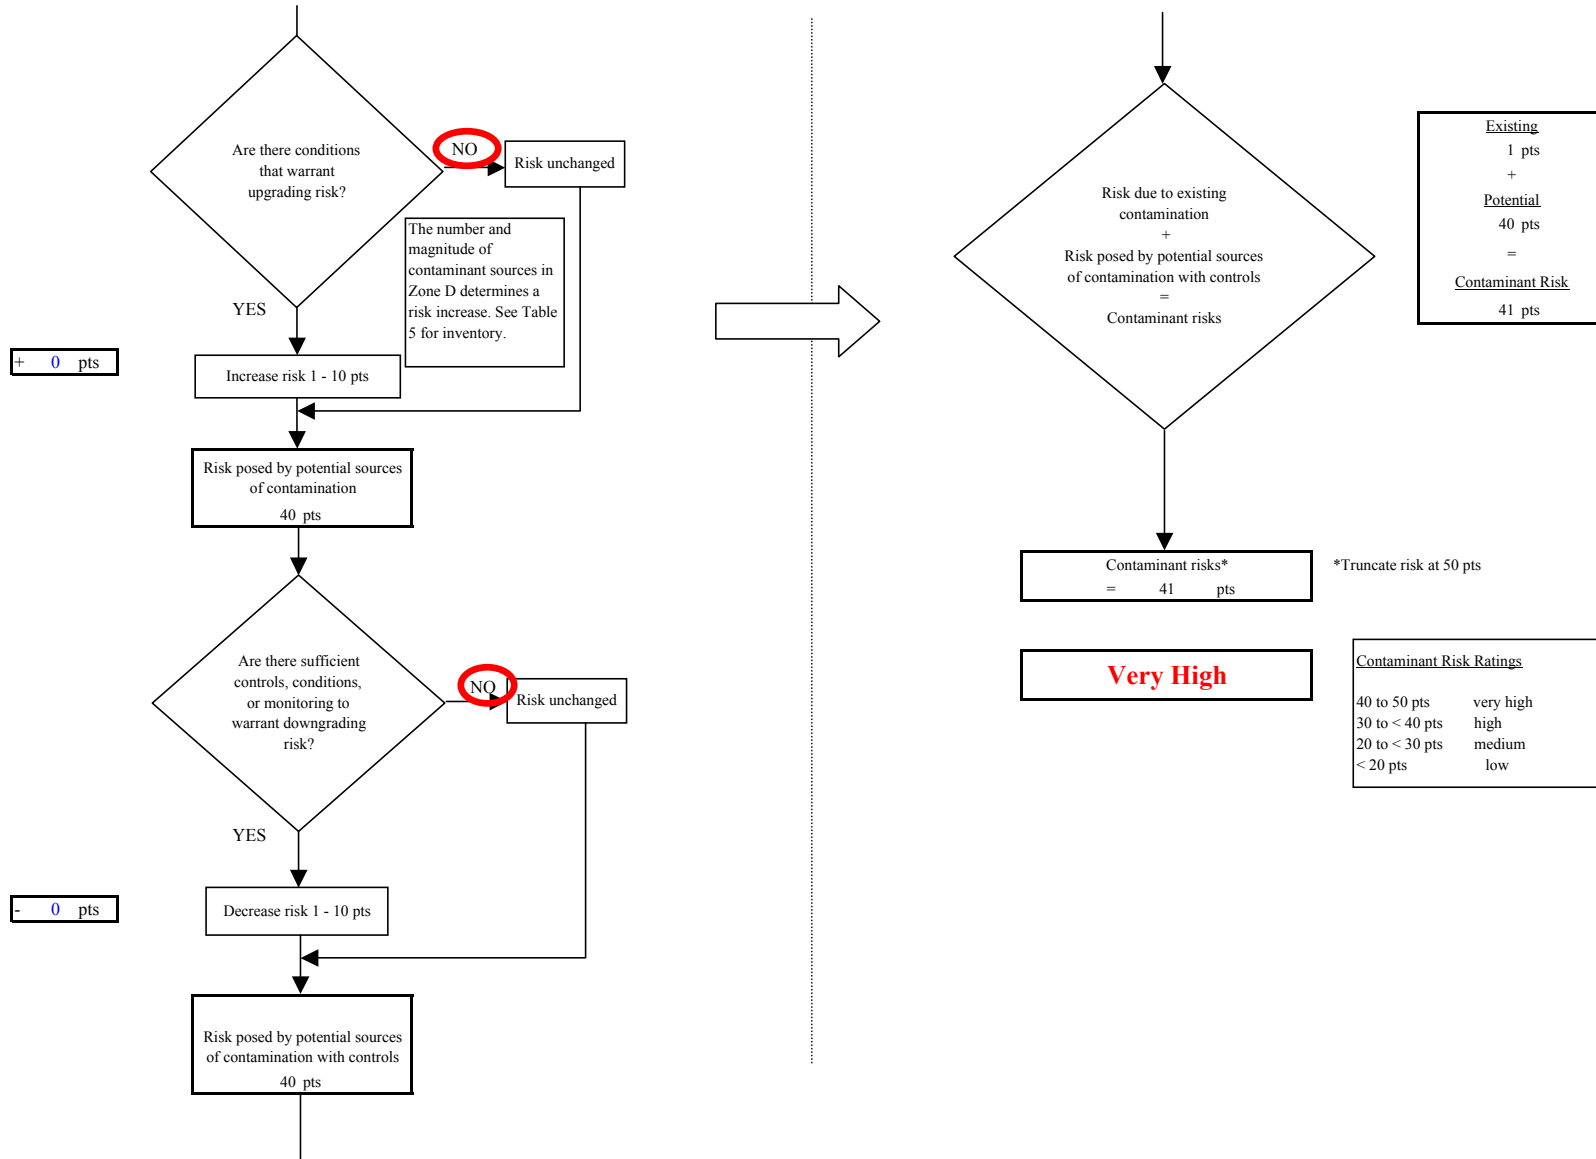 Are there conditions
that warrant
upgrading risk?
NO
Risk unchanged
The number and
magnitude of
contaminant sources in
Zone D determines a
risk increase. See Table
5 for inventory.
YES
+ 0 pts
Increase risk 1 - 10 pts
Risk posed by potential sources
of contamination
40 pts
Are there sufficient
controls, conditions,
or monitoring to
warrant downgrading
risk?
NO
Risk unchanged
YES
- 0 pts
Decrease risk 1 - 10 pts
Risk posed by potential sources
of contamination with controls
40 pts
Risk due to existing
contamination
+
Risk posed by potential sources
of contamination with controls
=
Contaminant risks
Existing
1 pts
+
Potential
40 pts
=
Contaminant Risk
41 pts
Contaminant risks*
= 41 pts
*Truncate risk at 50 pts
Very High
Contaminant Risk Ratings
40 to 50 pts very high
30 to < 40 pts high
20 to < 30 pts medium
< 20 pts low